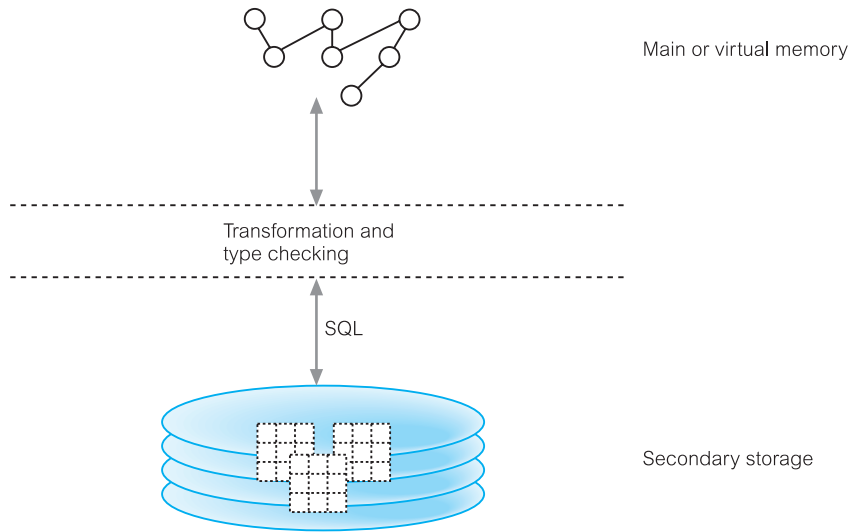 Main or virtual memory
Transformation and
type checking
SQL
Secondary storage